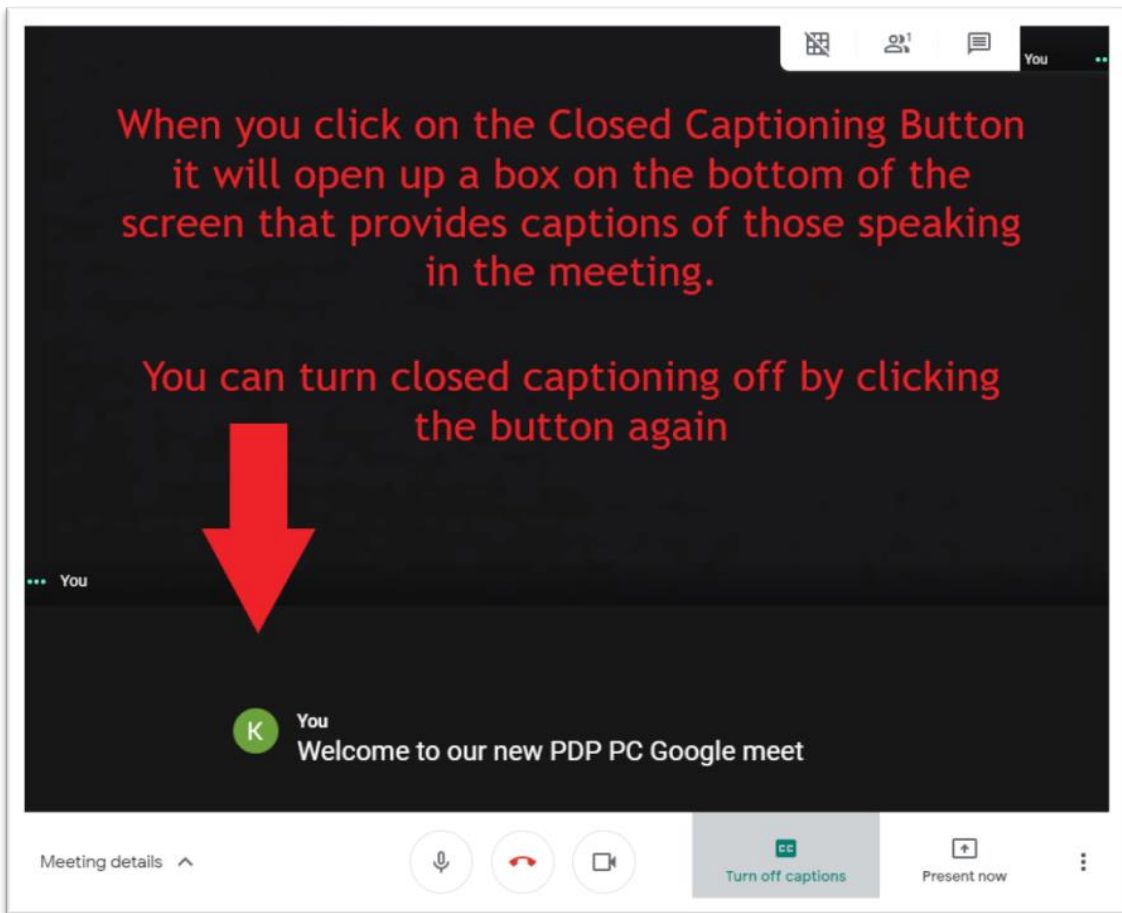 1
You
When you click on the Closed Captioning Button
it will open up a box on the bottom of the
screen that provides captions of those speaking
in the meeting.
You can turn closed captioning off by clicking
the button again
You
K
You
Welcome to our new PDP PC Google meet
Meeting details
CC
Turn off captions
Present now